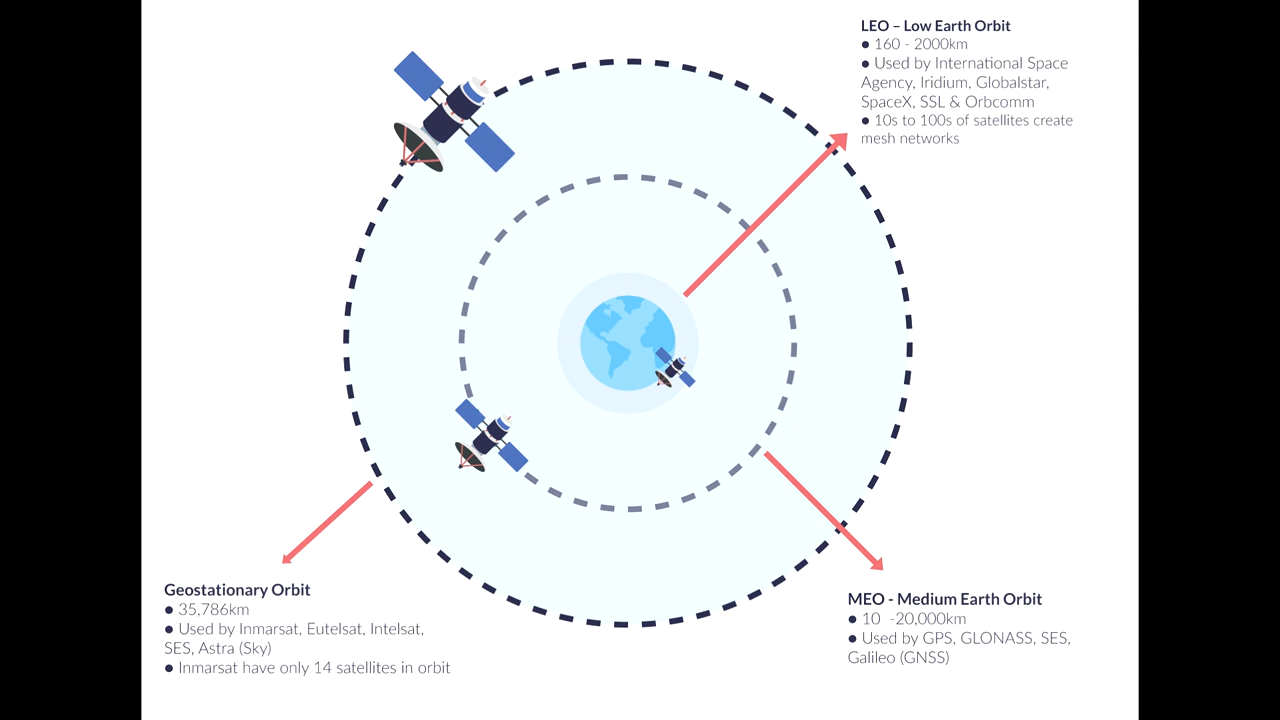 LEO – Low Earth Orbit
● 160 - 2000km
● Used by International Space
Agency, Iridium, Globalstar,
SpaceX, SSL & Orbcomm
● 10s to 100s of satellites create
mesh networks
Geostationary Orbit
● 35,786km
● Used by Inmarsat, Eutelsat, Intelsat,
SES, Astra (Sky)
● Inmarsat have only 14 satellites in orbit
MEO - Medium Earth Orbit
● 10 -20,000km
● Used by GPS, GLONASS, SES,
Galileo (GNSS)